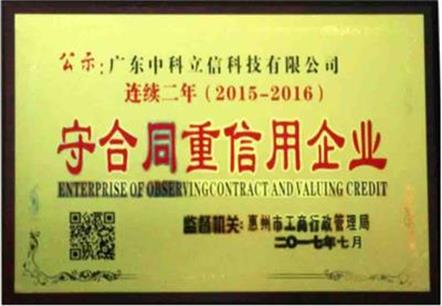 公示:广东中科立信科技有限公司
连续二年(2015-2016)
守合同重信用企业
ENTERPRISE OF OBSERVINGCONTRACT AND VALUING CREDIT
监督机关:惠州市工商行政管理局
二〇一七年七月